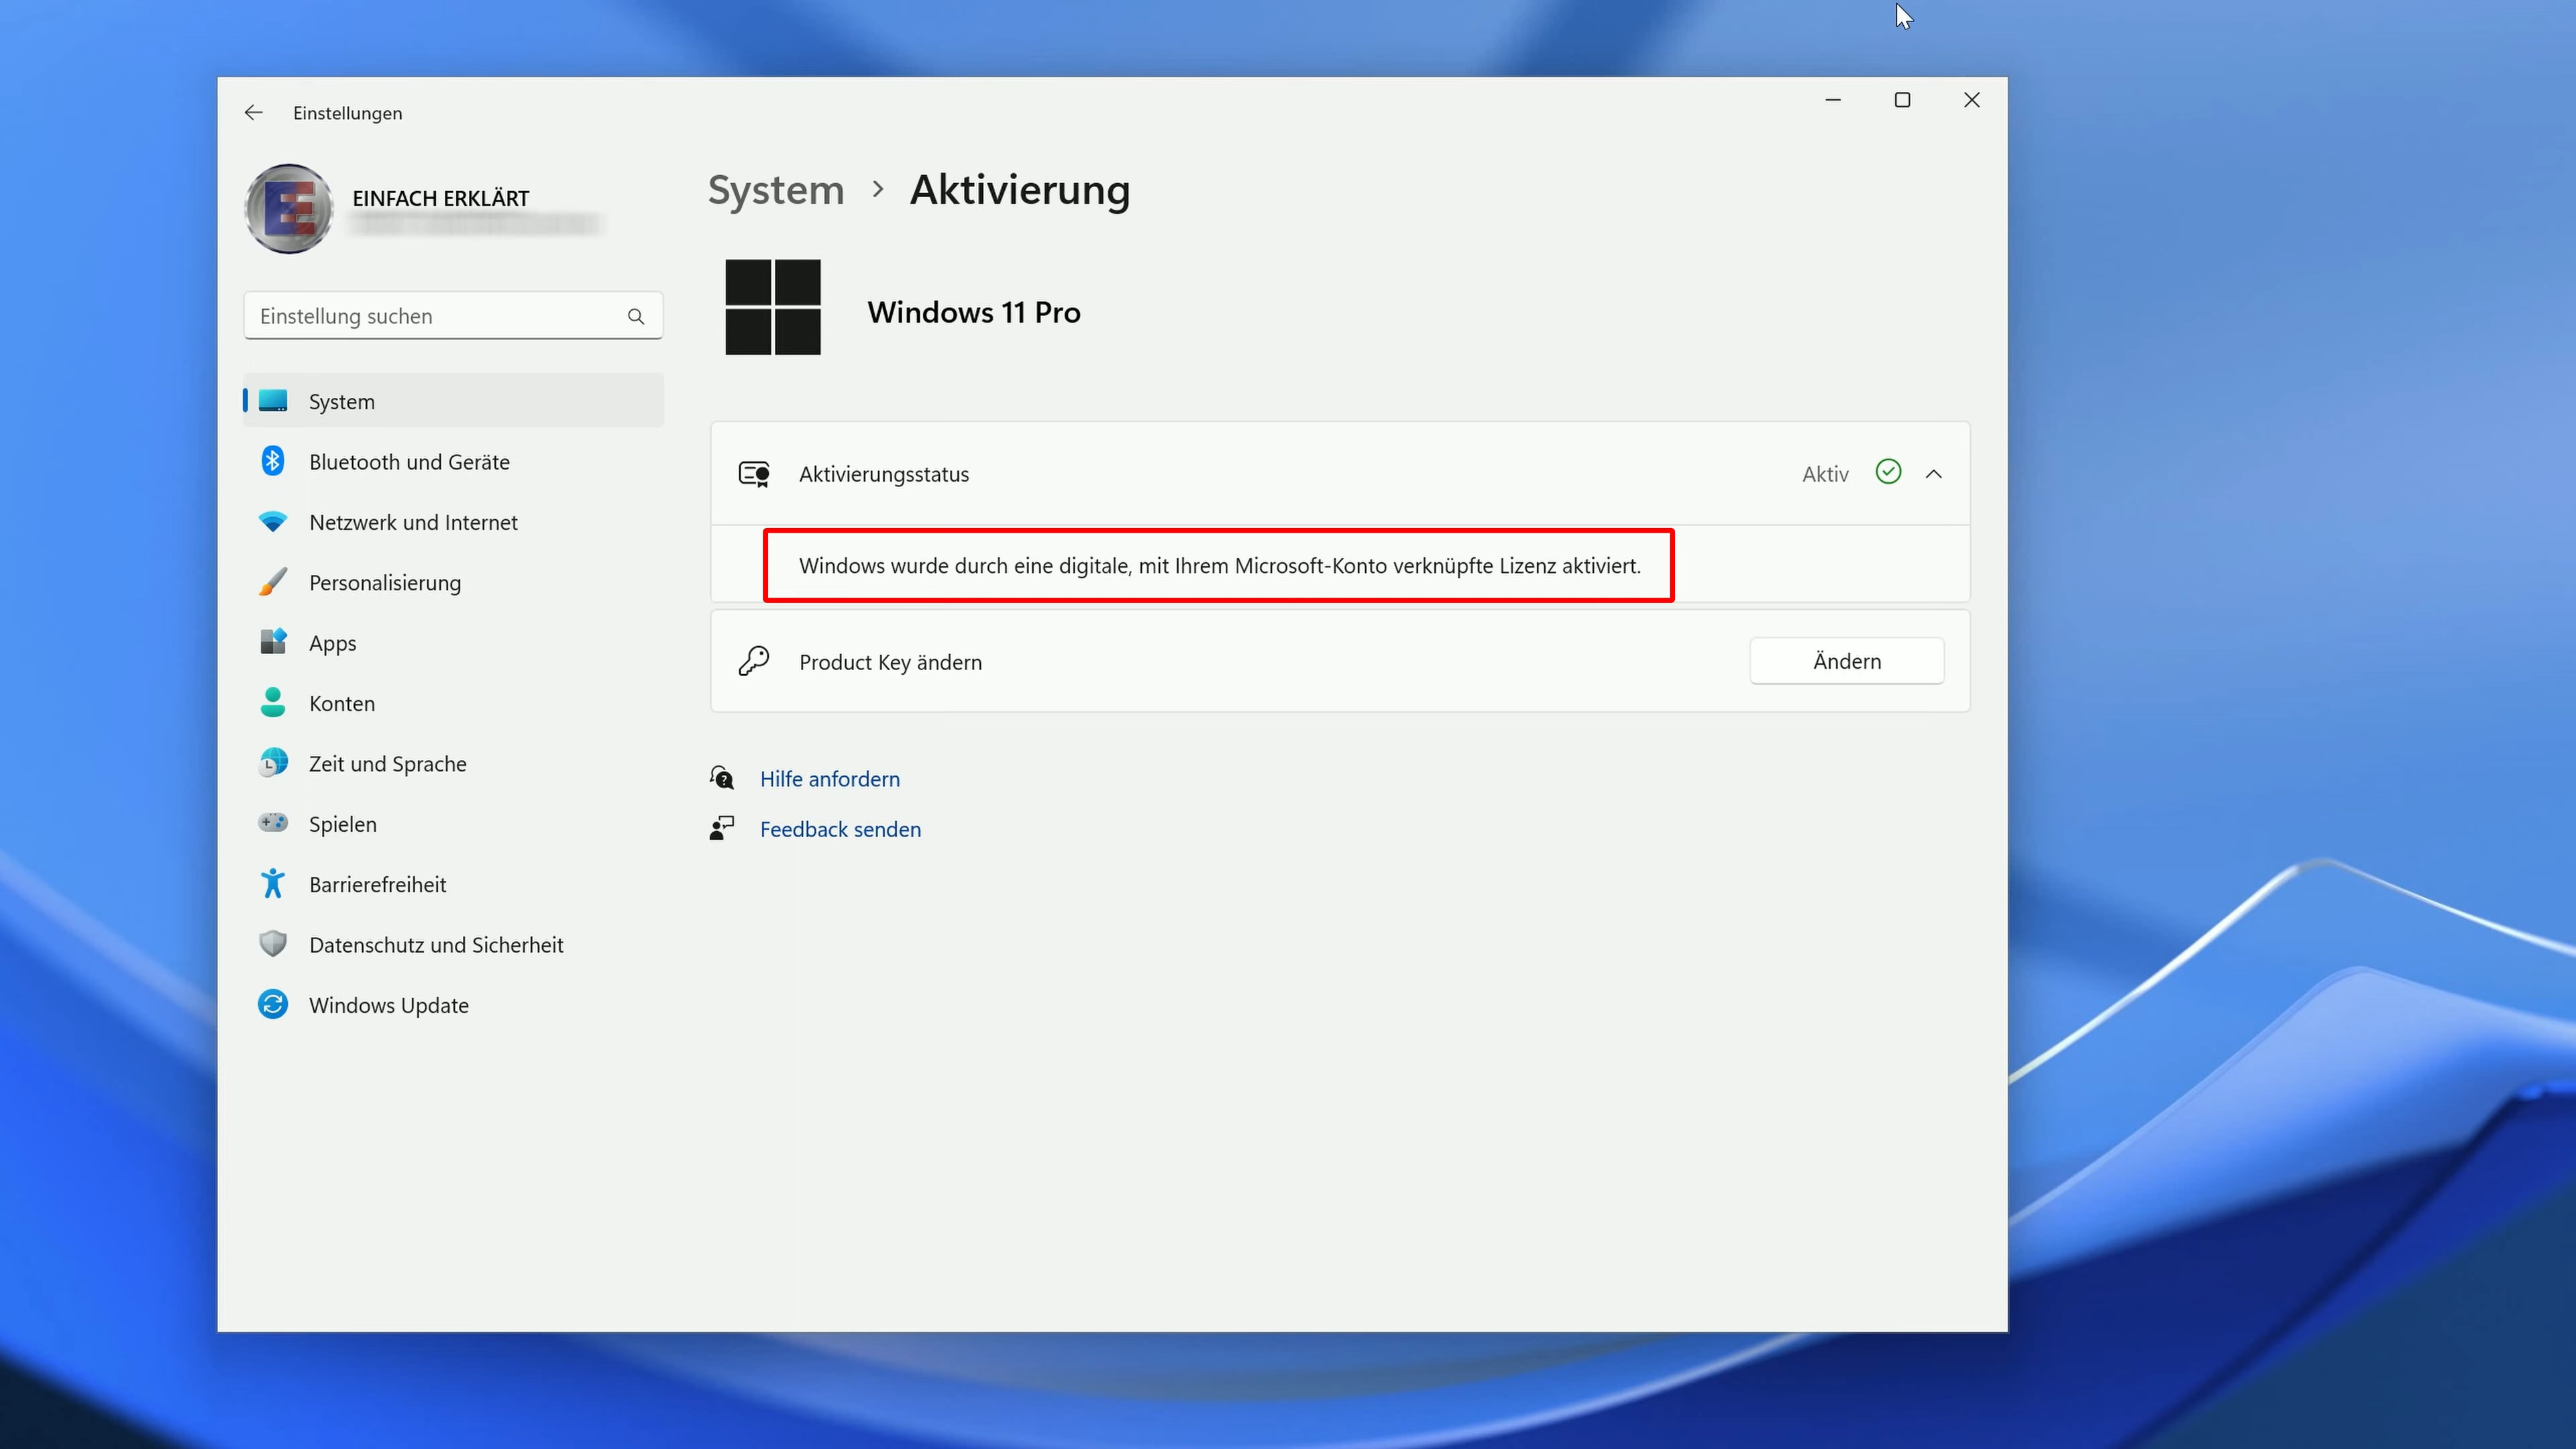 Einstellungen
EINFACH ERKLÄRT
Einstellung suchen
System
Bluetooth und Geräte
Netzwerk und Internet
Personalisierung
Apps
Konten
Zeit und Sprache
Spielen
Barrierefreiheit
Datenschutz und Sicherheit
Windows Update
System > Aktivierung
Windows 11 Pro
Aktivierungsstatus Aktiv
Windows wurde durch eine digitale, mit Ihrem Microsoft-Konto verknüpfte Lizenz aktiviert.
Product Key ändern Ändern
Hilfe anfordern
Feedback senden